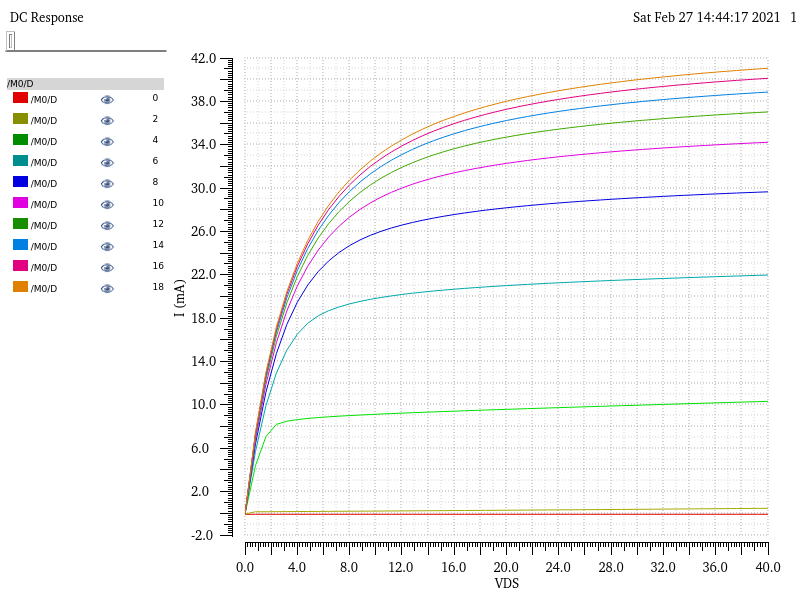 DC Response
Sat Feb 27 14:44:17 2021 1
/M0/D
/M0/D 0
/M0/D 2
/M0/D 4
/M0/D 6
/M0/D 8
/M0/D 10
/M0/D 12
/M0/D 14
/M0/D 16
/M0/D 18
I (mA)
42.0
38.0
34.0
30.0
26.0
22.0
18.0
14.0
10.0
6.0
2.0
-2.0
0.0 4.0 8.0 12.0 16.0 20.0 24.0 28.0 32.0 36.0 40.0
VDS